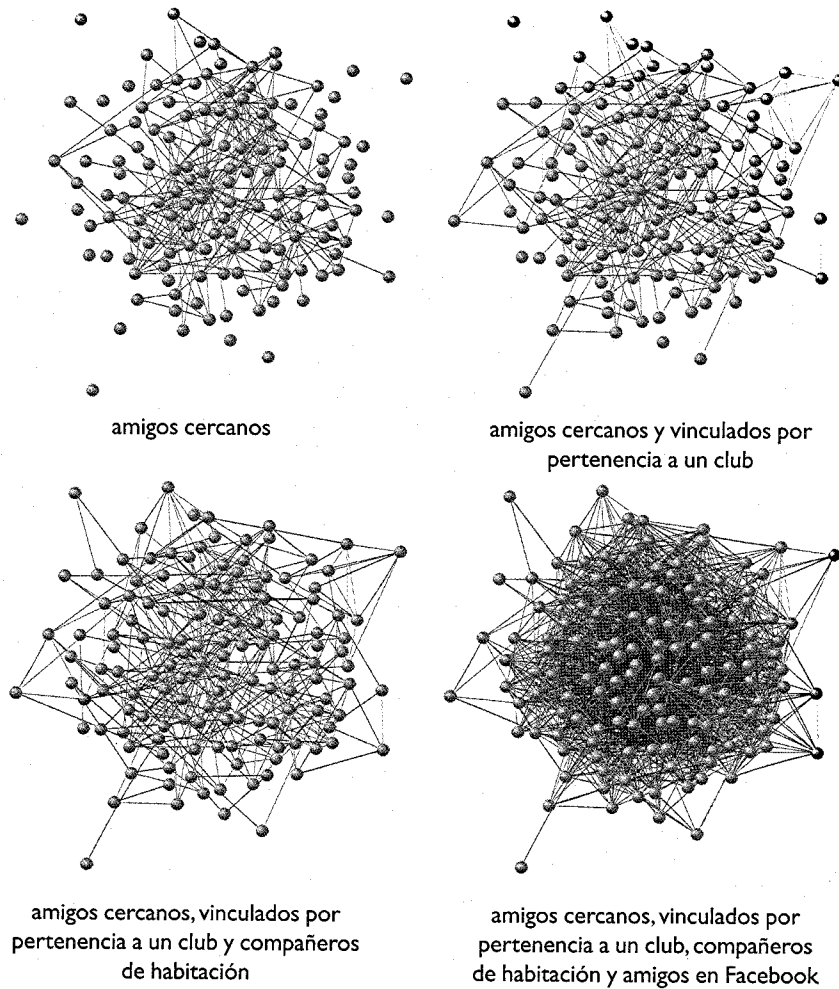 amigos cercanos
amigos cercanos y vinculados por
pertenencia a un club
amigos cercanos, vinculados por
pertenencia a un club y compañeros
de habitación
amigos cercanos, vinculados por
pertenencia a un club, compañeros
de habitación y amigos en Facebook